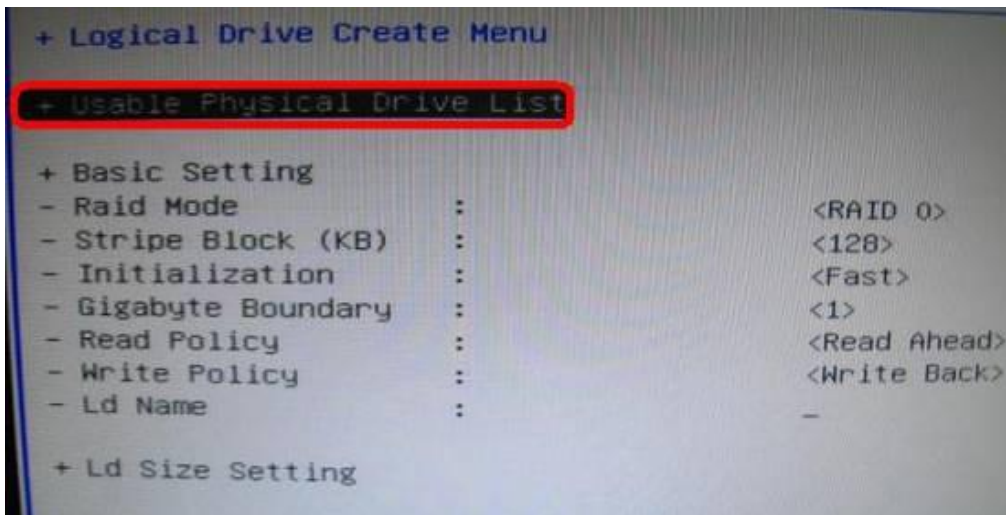 + Logical Drive Create Menu
+ Usable Physical Drive List
+ Basic Setting
- Raid Mode : <RAID 0>
- Stripe Block (KB) : <128>
- Initialization : <Fast>
- Gigabyte Boundary : <1>
- Read Policy : <Read Ahead>
- Write Policy : <Write Back>
- Ld Name : _
+ Ld Size Setting